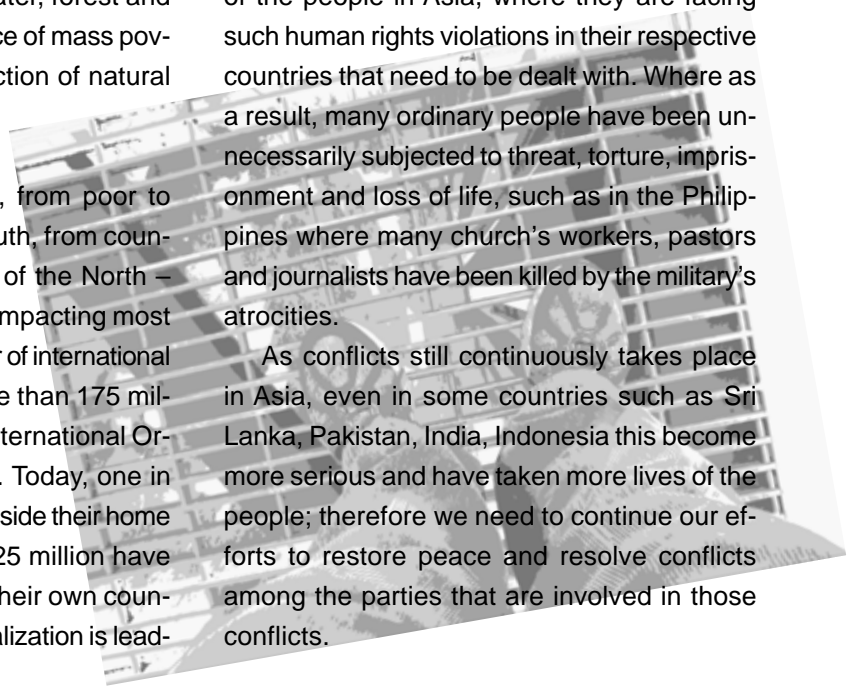 ater, forest and
ce of mass pov-
ction of natural
, from poor to
uth, from coun-
of the North –
mpacting most
r of international
e than 175 mil-
nternational Or-
. Today, one in
side their home
25 million have
heir own coun-
alization is lead-
of the people in Asia, where they are facing
such human rights violations in their respective
countries that need to be dealt with. Where as
a result, many ordinary people have been un-
necessarily subjected to threat, torture, impris-
onment and loss of life, such as in the Philip-
pines where many church's workers, pastors
and journalists have been killed by the military's
atrocities.
As conflicts still continuously takes place
in Asia, even in some countries such as Sri
Lanka, Pakistan, India, Indonesia this become
more serious and have taken more lives of the
people; therefore we need to continue our ef-
forts to restore peace and resolve conflicts
among the parties that are involved in those
conflicts.